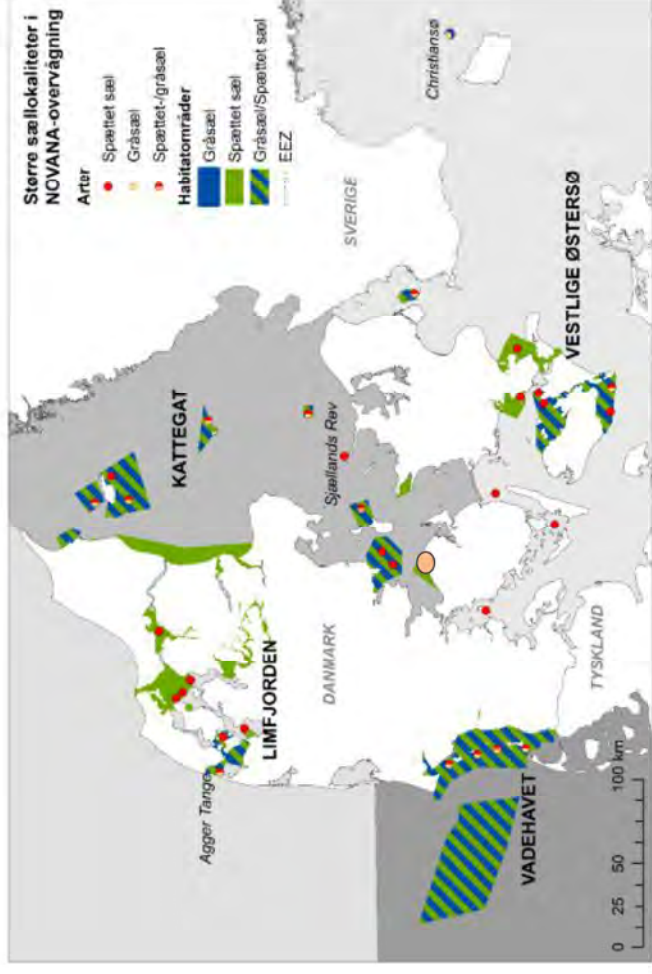 Større sællokaliteter i
NOVANA-overvågning
Arter
Spættet sæl
Gråsæl
Spættet-/gråsæl
Habitatområder
Gråsæl
Spættet sæl
Gråsæl/Spættet sæl
EEZ
SVERIGE
Christiansø
KATTEGAT
Sjællands Rev
VESTLIGE ØSTERSØ
LIMFJORDEN
DANMARK
Agger Tange
TYSKLAND
VADEHAVET
0 25 50 100 km